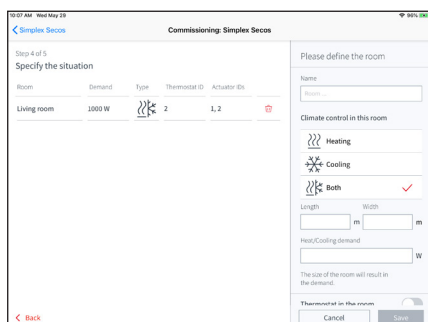 10:07 AM Wed May 29
96%
Simplex Secos
Commissioning: Simplex Secos
Step 4 of 5
Specify the situation
Room Demand Type Thermostat ID Actuator IDs
Living room 1000 W 2 1, 2
Back
Please define the room
Name
Room ...
Climate control in this room
Heating
Cooling
Both
Length Width
m m
Heat/Cooling demand
W
The size of the room will result in
the demand.
Thermostat in the room
Cancel Save